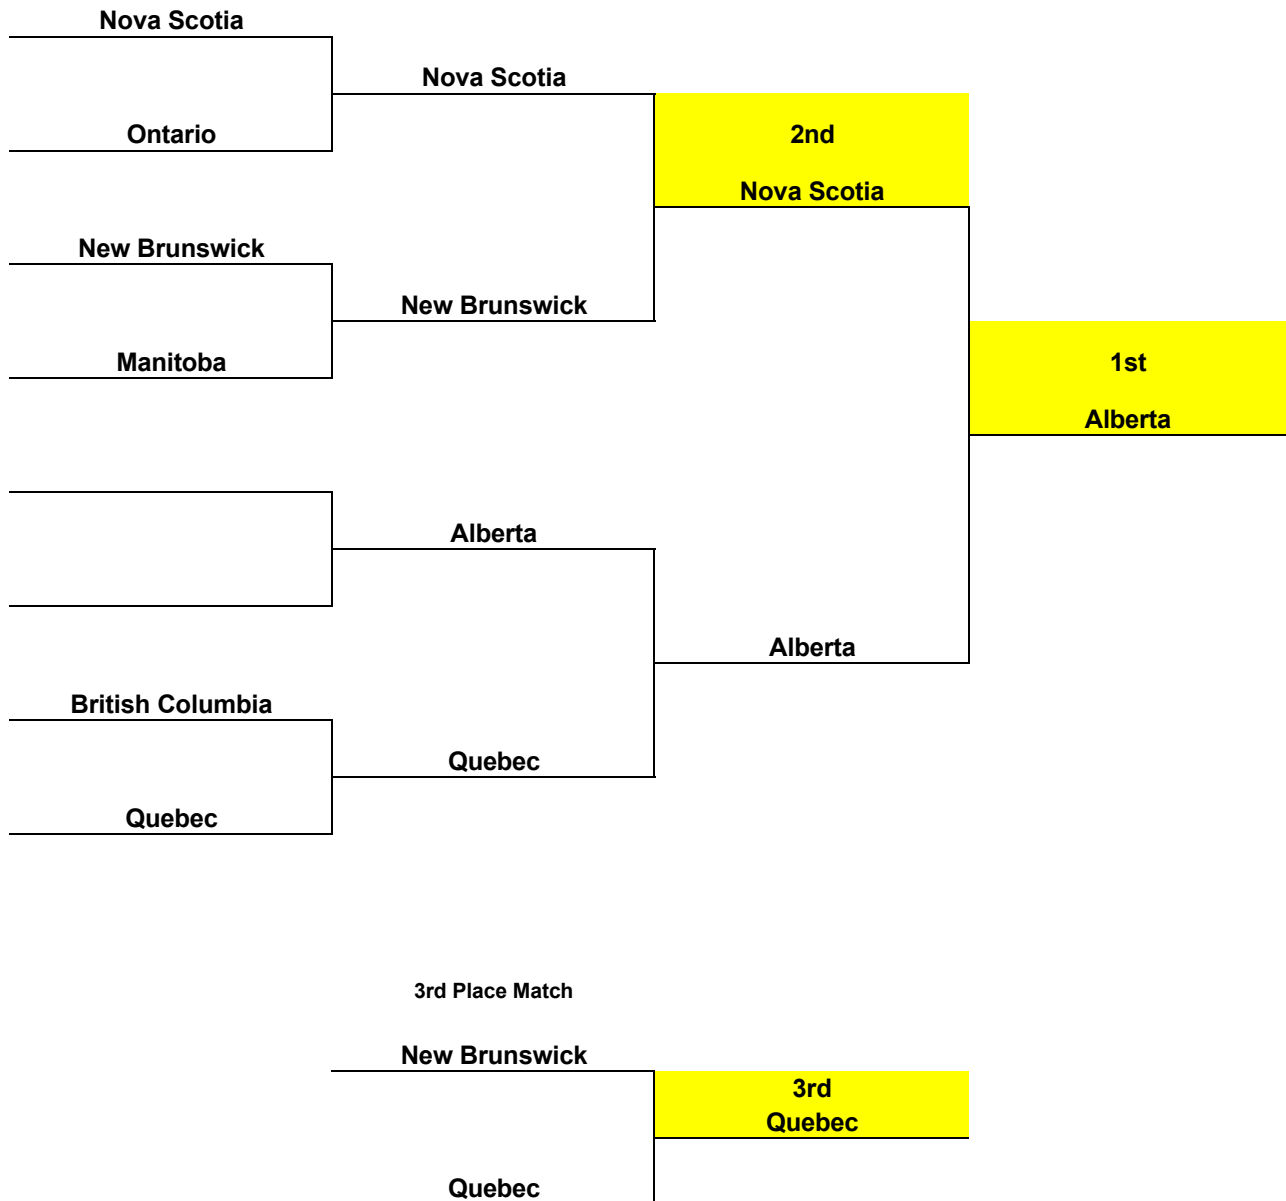 Nova Scotia
Nova Scotia
Ontario
2nd
Nova Scotia
New Brunswick
New Brunswick
Manitoba
1st
Alberta
Alberta
Alberta
British Columbia
Quebec
Quebec
3rd Place Match
New Brunswick
3rd
Quebec
Quebec